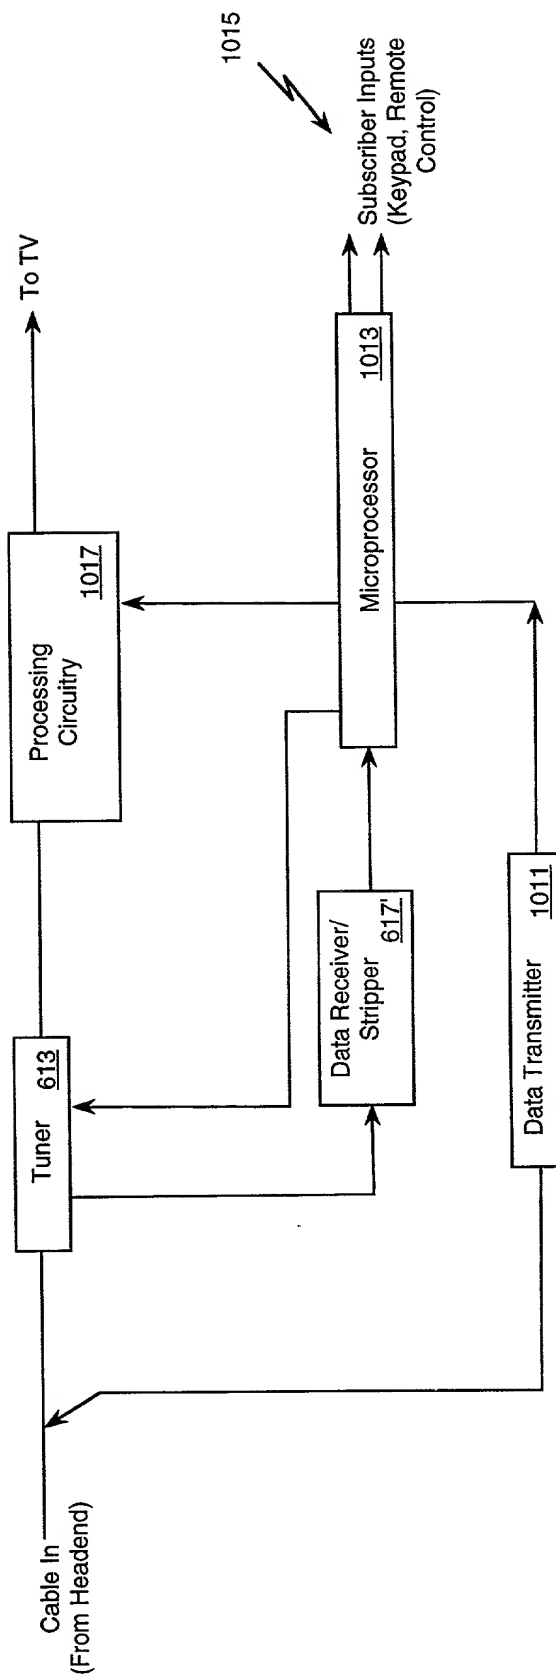 1015
To TV
Processing
Circuitry
1017
Tuner 613
Cable In
(From Headend)
Subscriber Inputs
(Keypad, Remote
Control)
Microprocessor 1013
Data Receiver/
Stripper 617'
Data Transmitter 1011